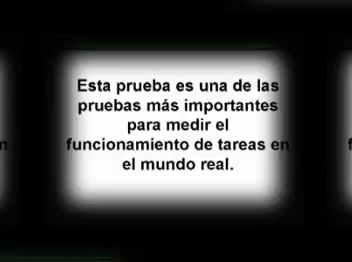 Esta prueba es una de las
pruebas más importantes
para medir el
funcionamiento de tareas en
el mundo real.